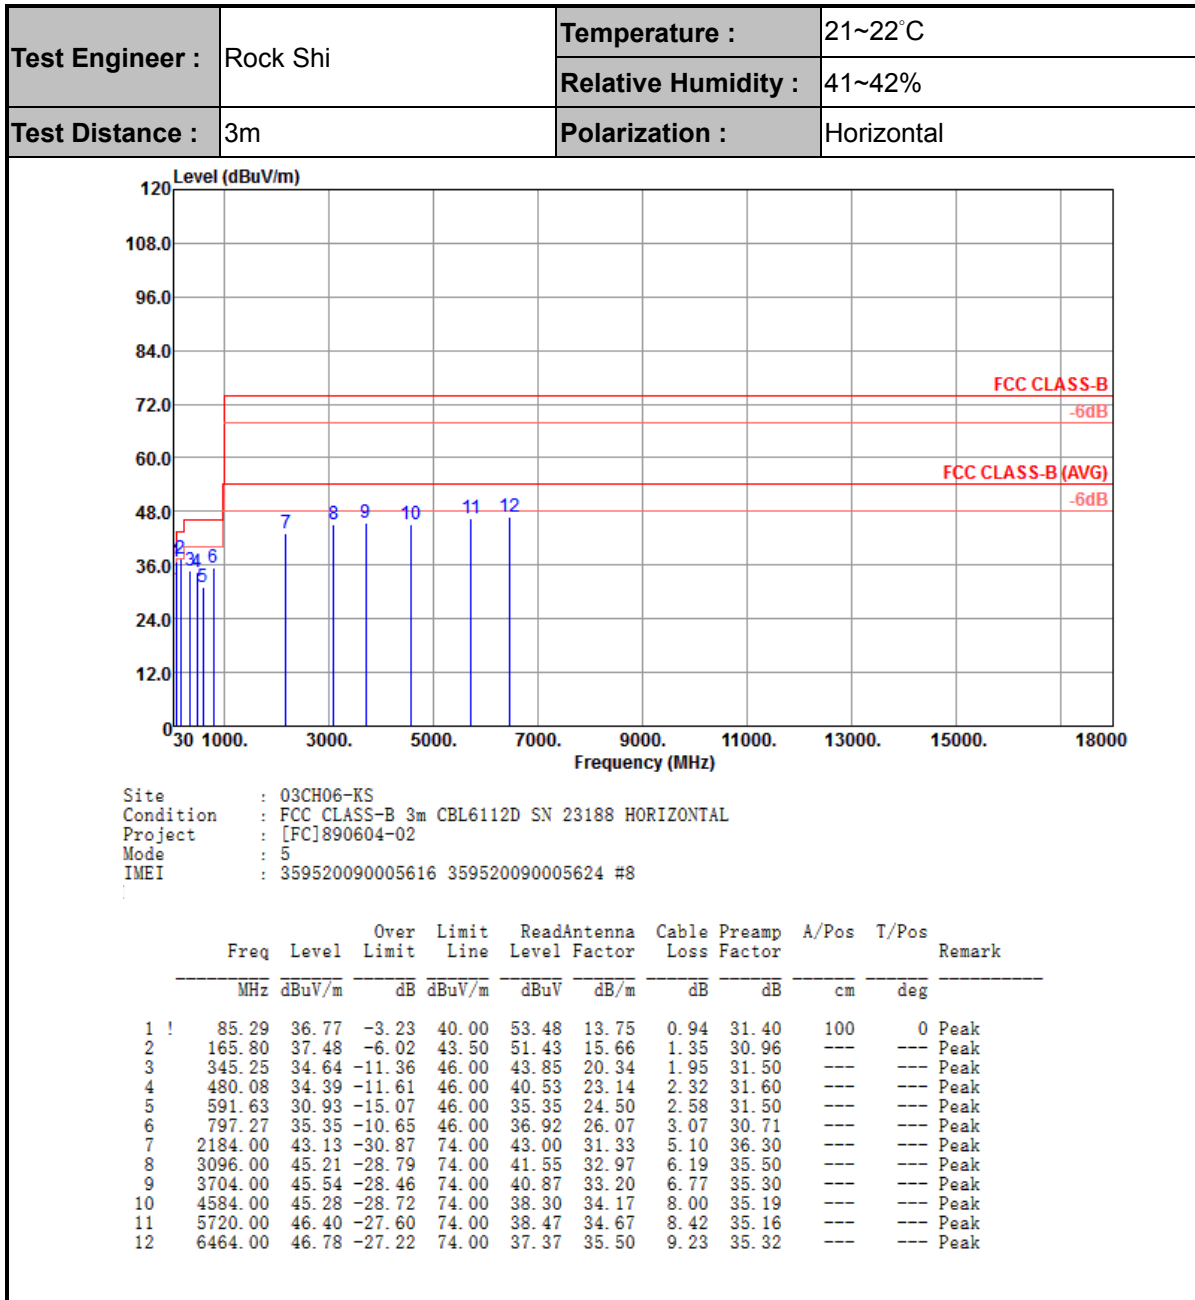 Test Engineer : Rock Shi Temperature : 21~22°C
Relative Humidity : 41~42%
Test Distance : 3m Polarization : Horizontal
Level (dBuV/m)
120
108.0
96.0
84.0
FCC CLASS-B
72.0
-6dB
60.0
FCC CLASS-B (AVG)
-6dB
48.0
1 2 3 4 5 6 7 8 9 10 11 12
36.0
24.0
12.0
0
30 1000. 3000. 5000. 7000. 9000. 11000. 13000. 15000. 18000
Frequency (MHz)
Site : 03CH06-KS
Condition : FCC CLASS-B 3m CBL6112D SN 23188 HORIZONTAL
Project : [FC]890604-02
Mode : 5
IMEI : 359520090005616 359520090005624 #8
Over Limit ReadAntenna Cable Preamp A/Pos T/Pos
Freq Level Limit Line Level Factor Loss Factor Remark
MHz dBuV/m dB dBuV/m dBuV dB/m dB dB cm deg
1 ! 85.29 36.77 -3.23 40.00 53.48 13.75 0.94 31.40 100 0 Peak
2 165.80 37.48 -6.02 43.50 51.43 15.66 1.35 30.96 --- --- Peak
3 345.25 34.64 -11.36 46.00 43.85 20.34 1.95 31.50 --- --- Peak
4 480.08 34.39 -11.61 46.00 40.53 23.14 2.32 31.60 --- --- Peak
5 591.63 30.93 -15.07 46.00 35.35 24.50 2.58 31.50 --- --- Peak
6 797.27 35.35 -10.65 46.00 36.92 26.07 3.07 30.71 --- --- Peak
7 2184.00 43.13 -30.87 74.00 43.00 31.33 5.10 36.30 --- --- Peak
8 3096.00 45.21 -28.79 74.00 41.55 32.97 6.19 35.50 --- --- Peak
9 3704.00 45.54 -28.46 74.00 40.87 33.20 6.77 35.30 --- --- Peak
10 4584.00 45.28 -28.72 74.00 38.30 34.17 8.00 35.19 --- --- Peak
11 5720.00 46.40 -27.60 74.00 38.47 34.67 8.42 35.16 --- --- Peak
12 6464.00 46.78 -27.22 74.00 37.37 35.50 9.23 35.32 --- --- Peak